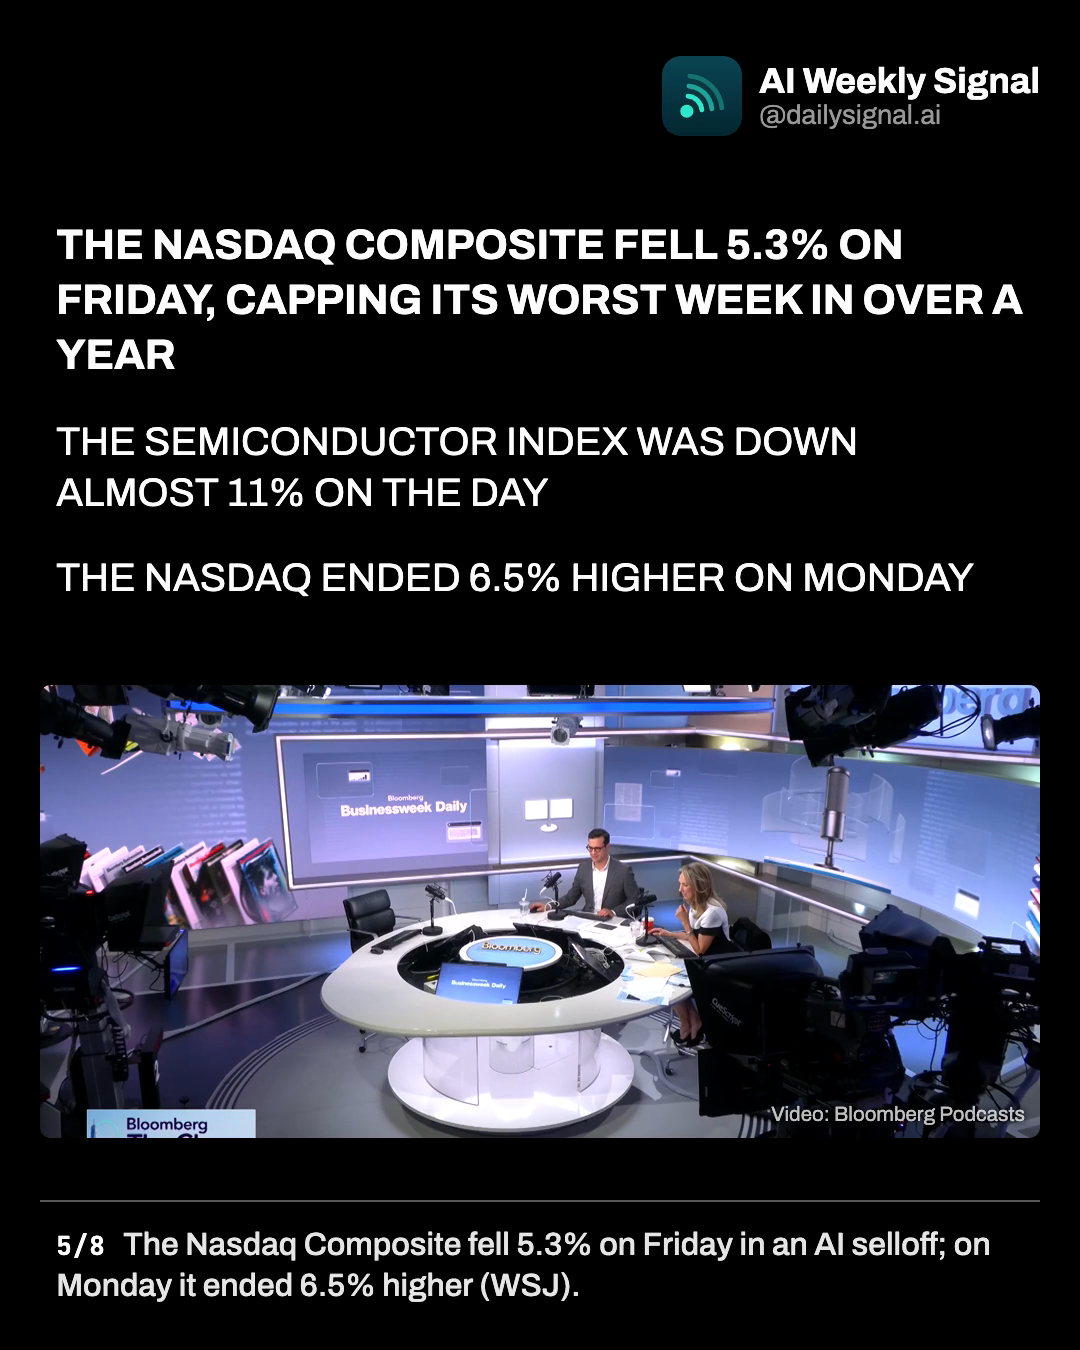 AI Weekly Signal
@dailysignal.ai
THE NASDAQ COMPOSITE FELL 5.3% ON
FRIDAY, CAPPING ITS WORST WEEK IN OVER A
YEAR
THE SEMICONDUCTOR INDEX WAS DOWN
ALMOST 11% ON THE DAY
THE NASDAQ ENDED 6.5% HIGHER ON MONDAY
Bloomberg
Businessweek Daily
Bloomberg
Businessweek Daily
CueScript
Bloomberg
Video: Bloomberg Podcasts
5/8 The Nasdaq Composite fell 5.3% on Friday in an AI selloff; on
Monday it ended 6.5% higher (WSJ).